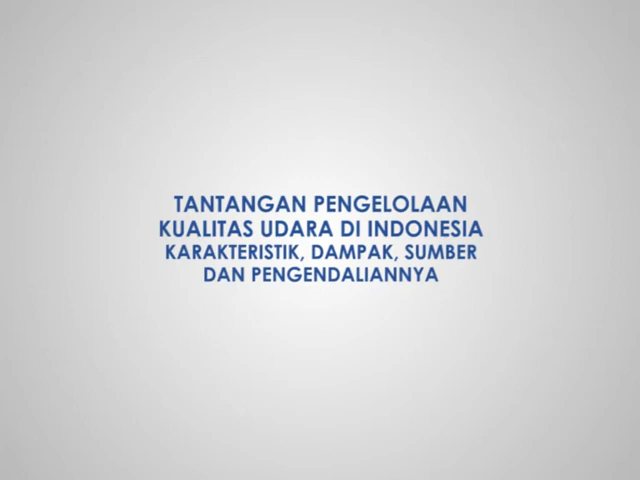 TANTANGAN PENGELOLAAN
KUALITAS UDARA DI INDONESIA
KARAKTERISTIK, DAMPAK, SUMBER
DAN PENGENDALIANNYA